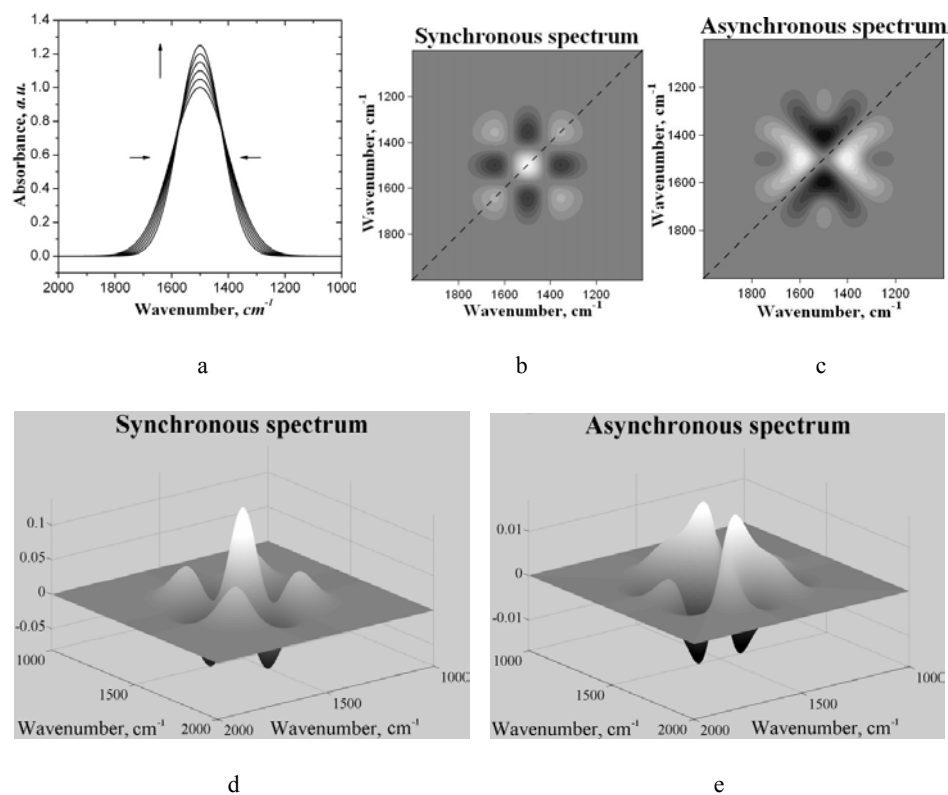 1.4
1.2
1.0
0.8
0.6
0.4
0.2
0.0
Absorbance, a.u.
2000 1800 1600 1400 1200 1000
Wavenumber, cm-1
a
Synchronous spectrum
Wavenumber, cm-1
1200
1400
1600
1800
1800 1600 1400 1200
Wavenumber, cm-1
b
Asynchronous spectrum
Wavenumber, cm-1
1200
1400
1600
1800
1800 1600 1400 1200
Wavenumber, cm-1
c
Synchronous spectrum
0.1
0.05
0
-0.05
1000
1500
2000
2000
1500
1000
Wavenumber, cm-1
Wavenumber, cm-1
d
Asynchronous spectrum
0.01
0
-0.01
1000
1500
2000
2000
1500
1000
Wavenumber, cm-1
Wavenumber, cm-1
e